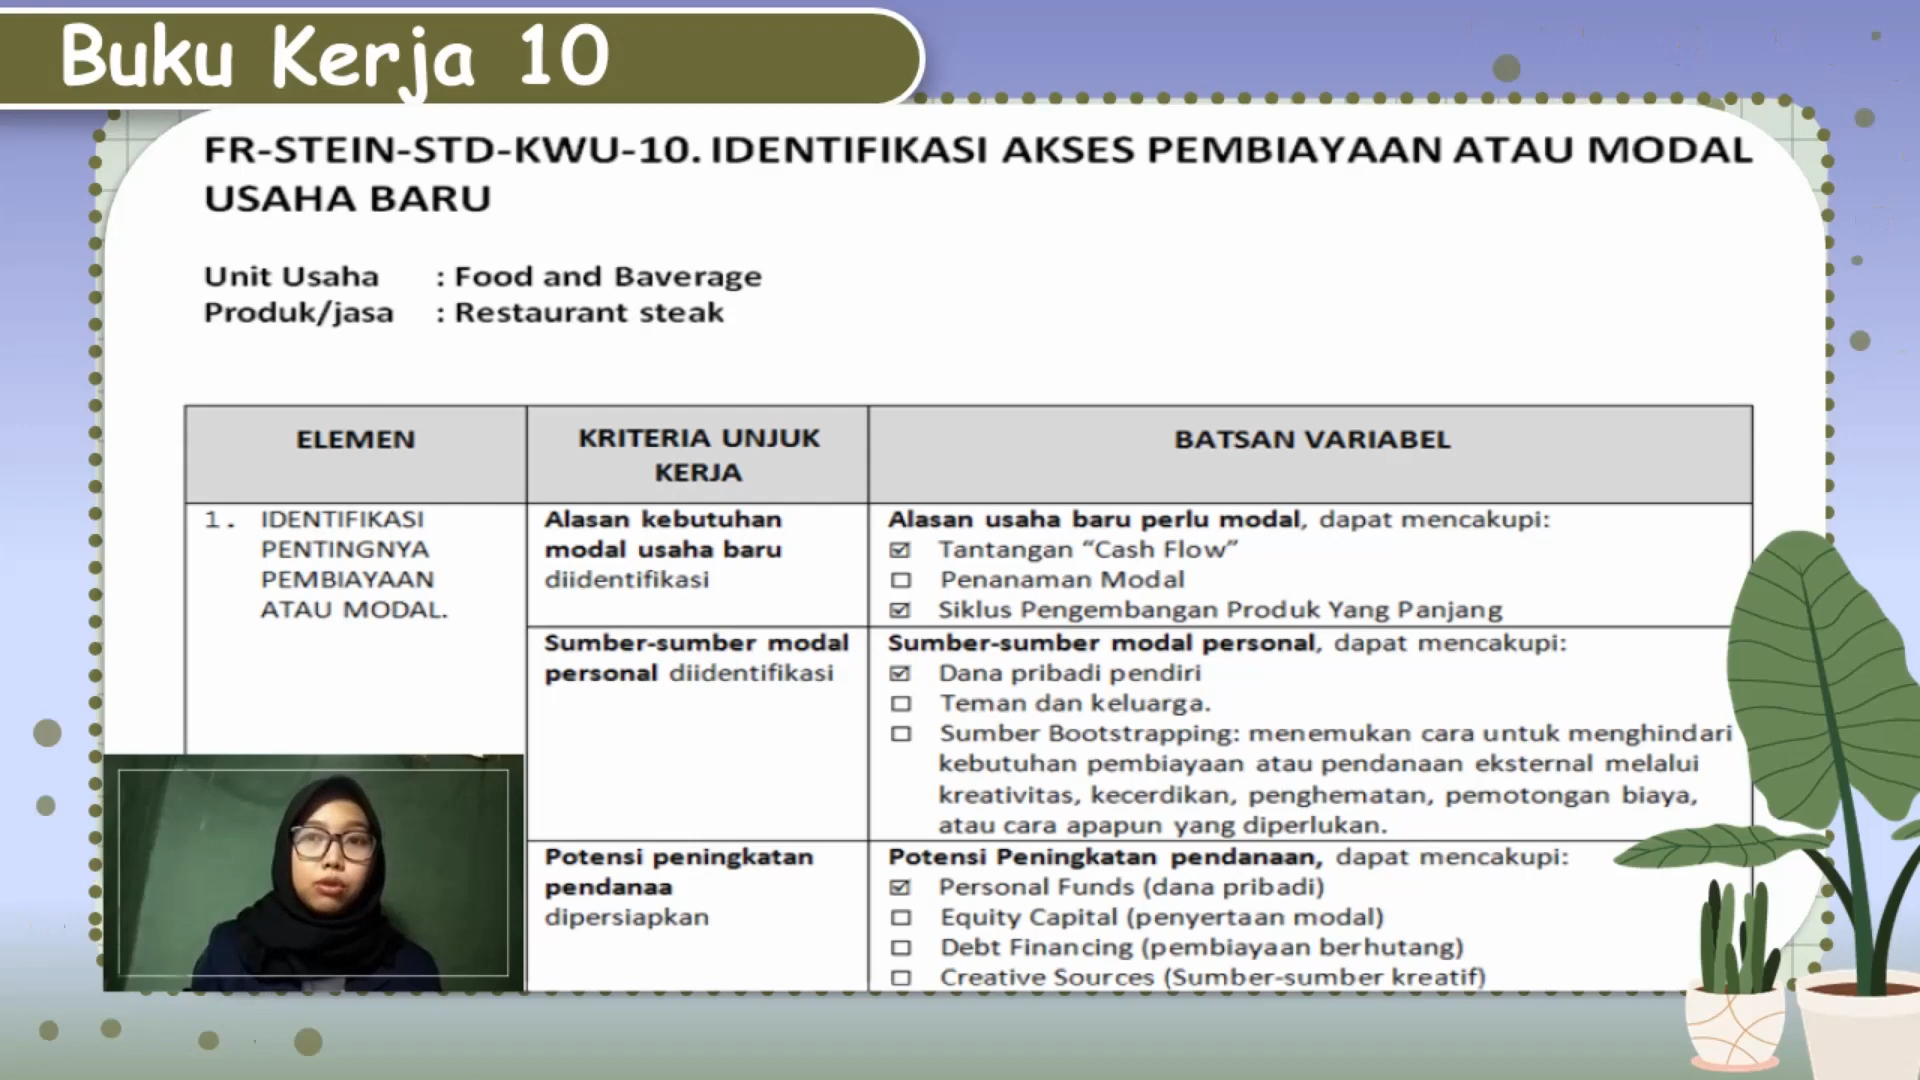 Buku Kerja 10
FR-STEIN-STD-KWU-10. IDENTIFIKASI AKSES PEMBIAYAAN ATAU MODAL
USAHA BARU
Unit Usaha : Food and Baverage
Produk/jasa : Restaurant steak
ELEMEN
KRITERIA UNJUK
KERJA
BATSAN VARIABEL
1. IDENTIFIKASI
PENTINGNYA
PEMBIAYAAN
ATAU MODAL.
Alasan kebutuhan
modal usaha baru
diidentifikasi
Alasan usaha baru perlu modal, dapat mencakupi:
☑ Tantangan “Cash Flow”
☐ Penanaman Modal
☑ Siklus Pengembangan Produk Yang Panjang
Sumber-sumber modal
personal diidentifikasi
Sumber-sumber modal personal, dapat mencakupi:
☑ Dana pribadi pendiri
☐ Teman dan keluarga.
☐ Sumber Bootstrapping: menemukan cara untuk menghindari
kebutuhan pembiayaan atau pendanaan eksternal melalui
kreativitas, kecerdikan, penghematan, pemotongan biaya,
atau cara apapun yang diperlukan.
Potensi peningkatan
pendanaa
dipersiapkan
Potensi Peningkatan pendanaan, dapat mencakupi:
☑ Personal Funds (dana pribadi)
☐ Equity Capital (penyertaan modal)
☐ Debt Financing (pembiayaan berhutang)
☐ Creative Sources (Sumber-sumber kreatif)